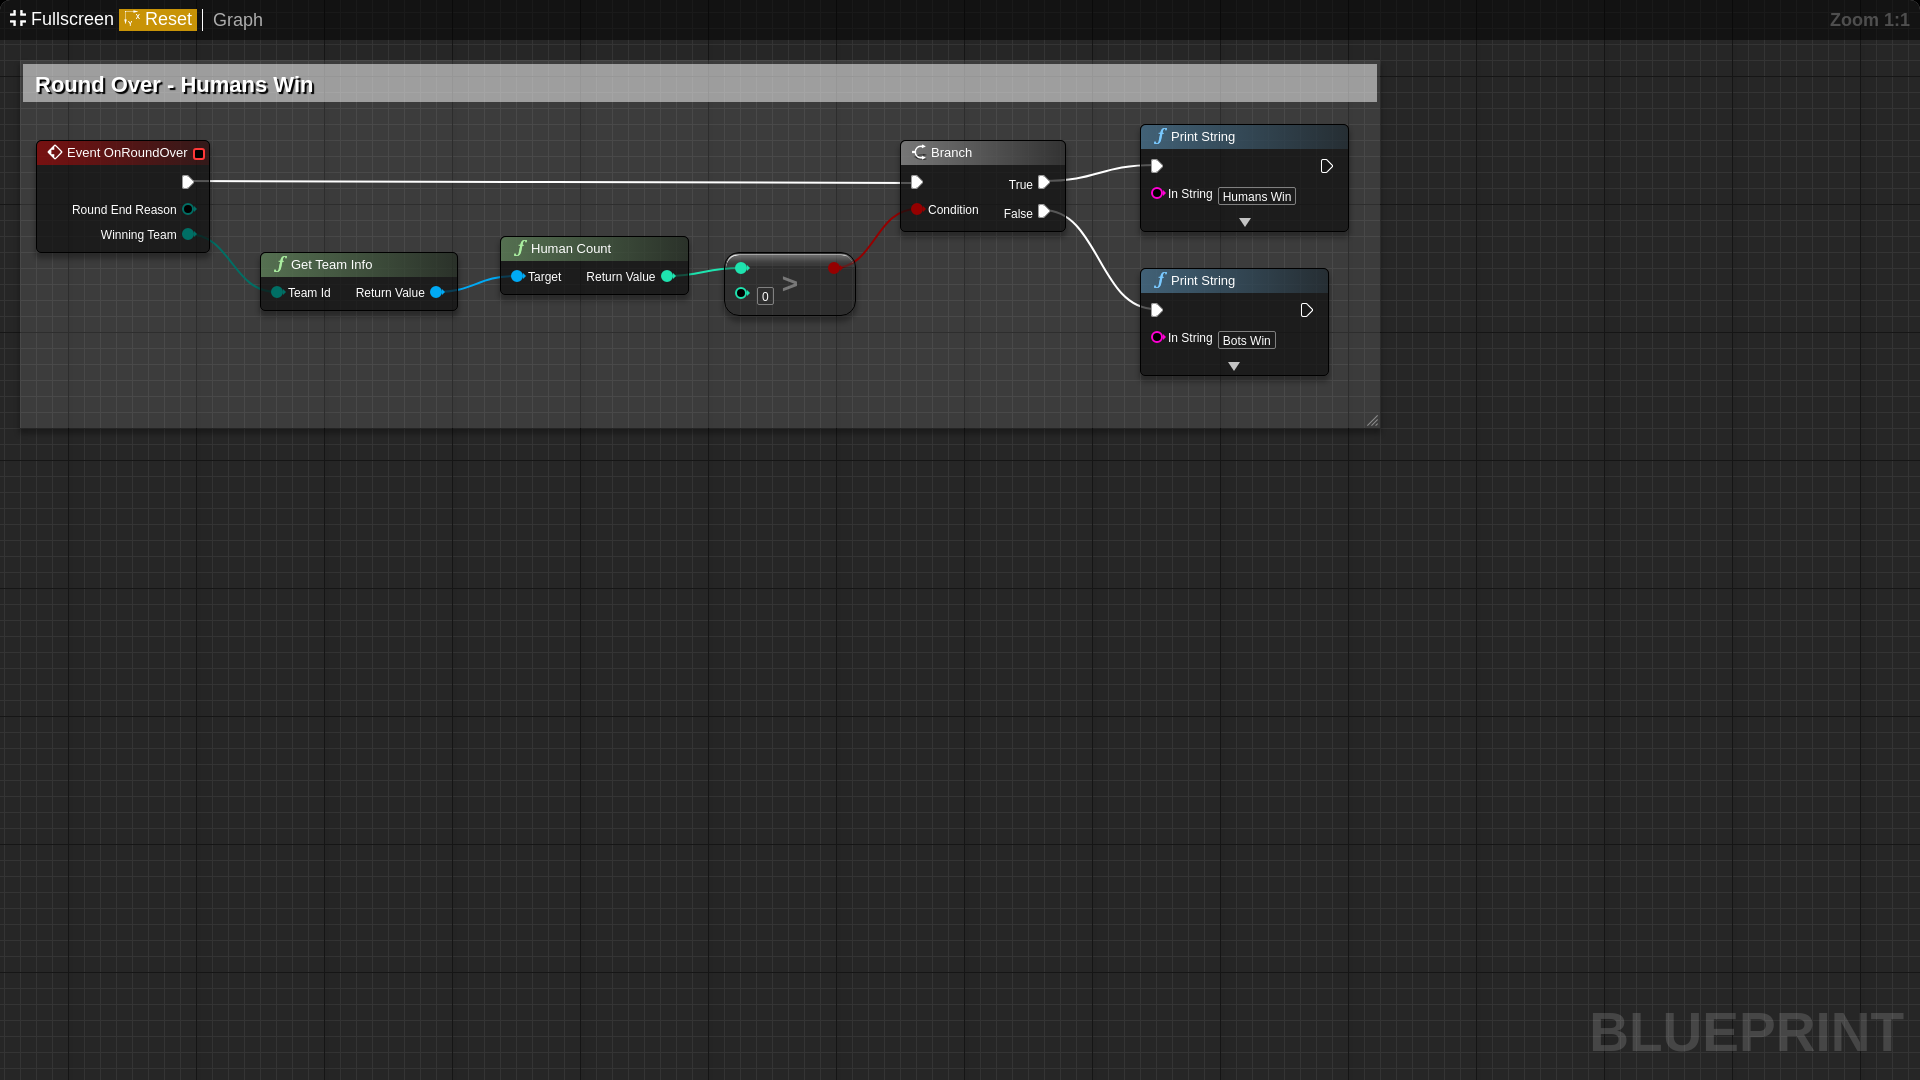 Fullscreen Reset Graph Zoom 1:1
Round Over - Humans Win
Event OnRoundOver
Round End Reason
Winning Team
Get Team Info
Team Id Return Value
Human Count
Target Return Value
0 >
Branch
True
Condition
False
Print String
In String Humans Win
Print String
In String Bots Win
BLUEPRINT